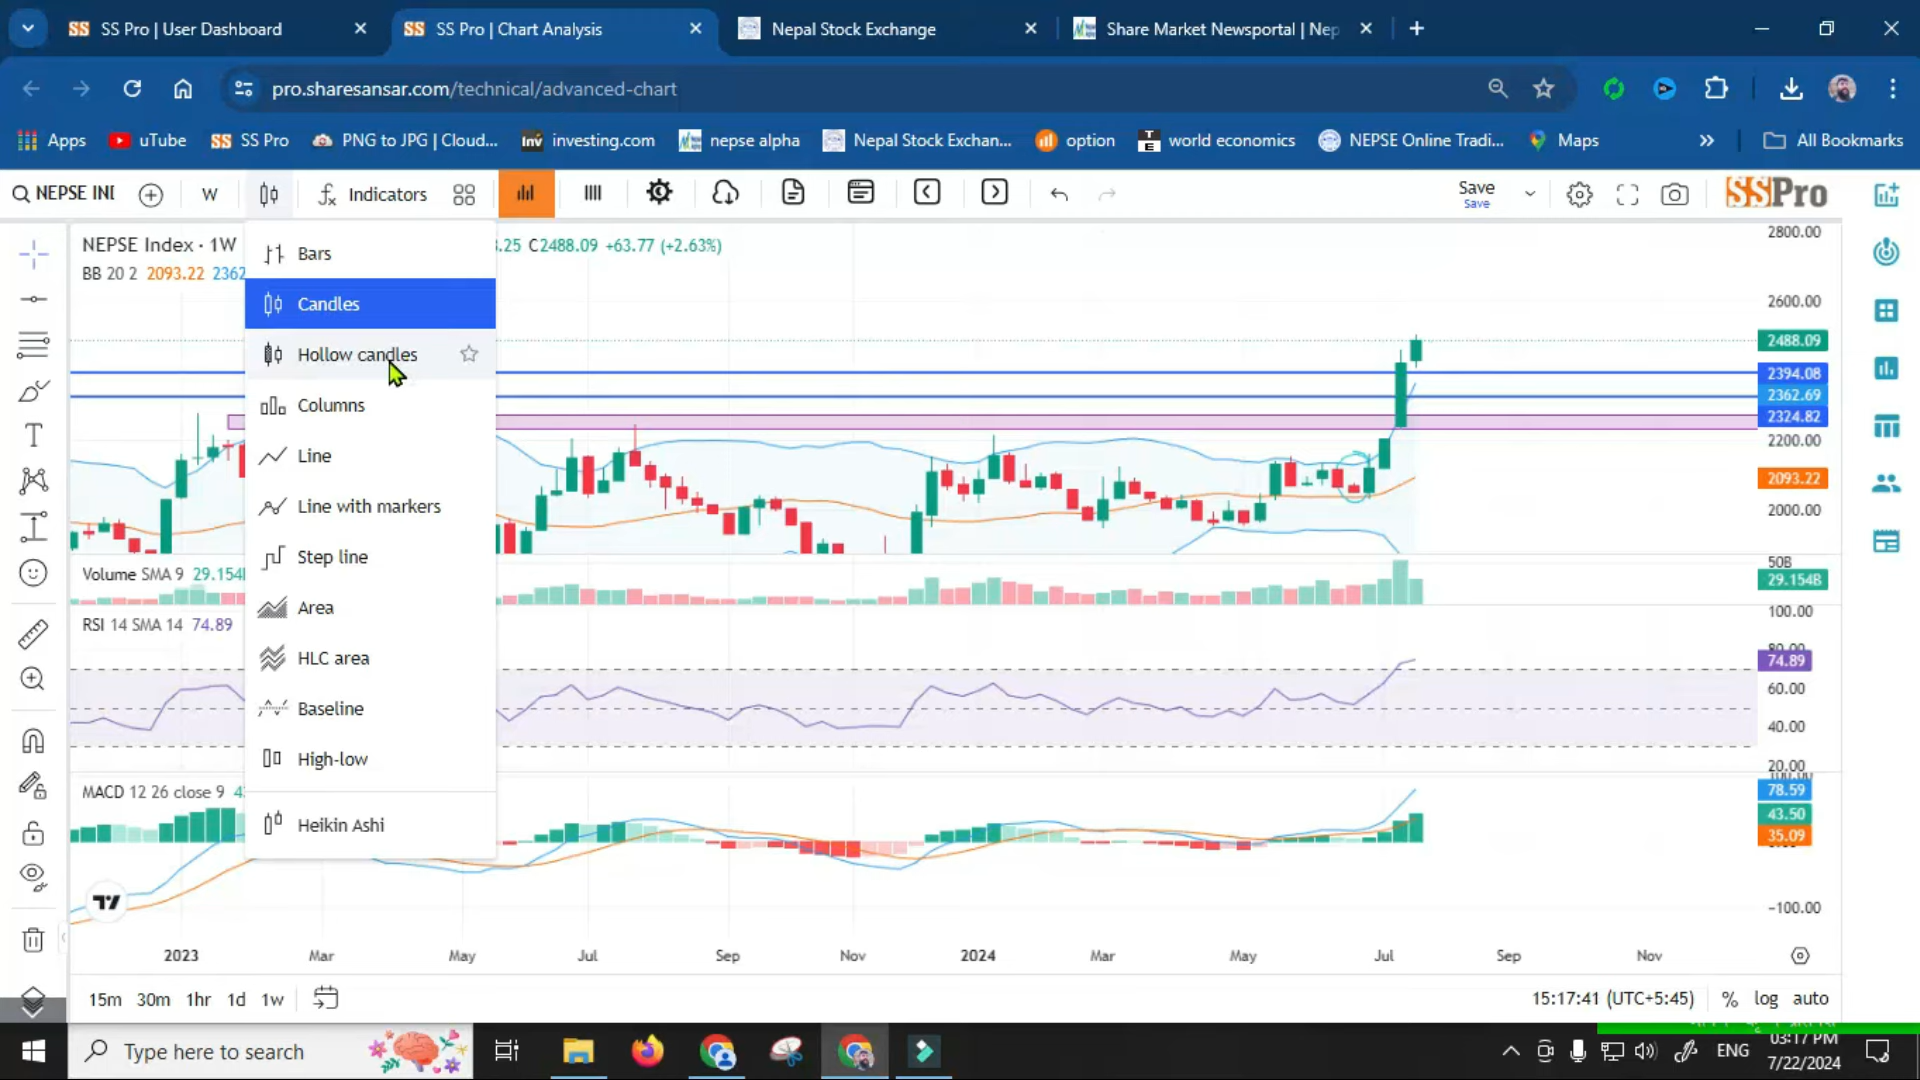 SS Pro | User Dashboard
SS Pro | Chart Analysis
Nepal Stock Exchange
Share Market Newsportal | Nep
pro.sharesansar.com/technical/advanced-chart
Apps
uTube
SS Pro
PNG to JPG | Cloud...
investing.com
nepse alpha
Nepal Stock Exchan...
option
world economics
NEPSE Online Tradi...
Maps
All Bookmarks
NEPSE INI
W
Indicators
Save
Save
SSPro
NEPSE Index · 1W
.25 C2488.09 +63.77 (+2.63%)
BB 20 2 2093.22 2362
Bars
Candles
Hollow candles
Columns
Line
Line with markers
Step line
Area
HLC area
Baseline
High-low
Heikin Ashi
2800.00
2600.00
2488.09
2394.08
2362.69
2324.82
2200.00
2093.22
2000.00
Volume SMA 9 29.154B
50B
29.154B
RSI 14 SMA 14 74.89
100.00
74.89
60.00
40.00
20.00
MACD 12 26 close 9 4
78.59
43.50
35.09
−100.00
2023 Mar May Jul Sep Nov 2024 Mar May Jul Sep Nov
15m 30m 1hr 1d 1w
15:17:41 (UTC+5:45) % log auto
Type here to search
ENG
03:17 PM
7/22/2024